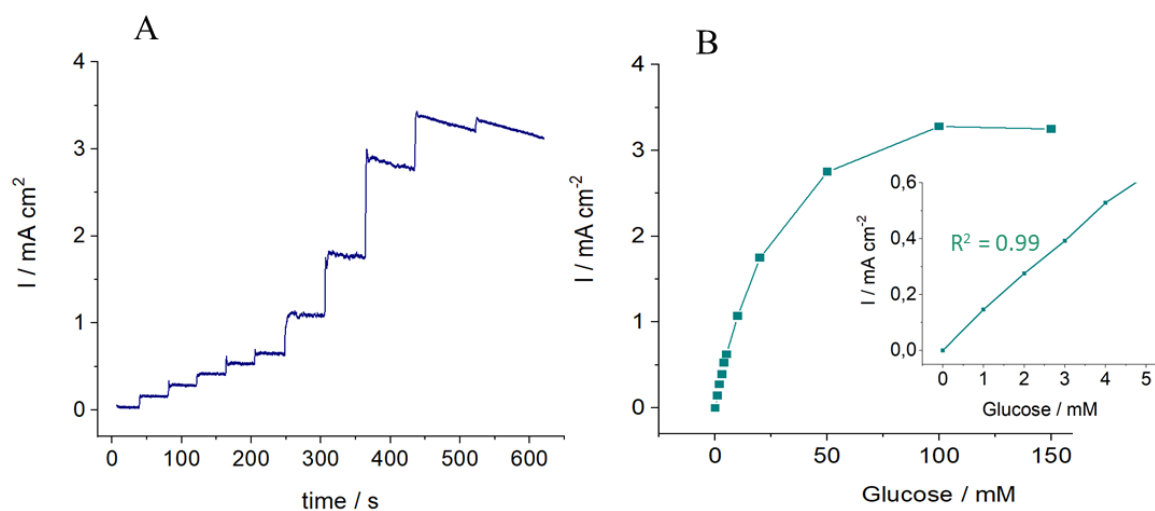 A
4
3
2
1
0
I / mA cm²
0 100 200 300 400 500 600
time / s
B
4
3
2
1
0
I / mA cm⁻²
0 50 100 150
Glucose / mM
0,6
0,4
0,2
0,0
I / mA cm⁻²
R² = 0.99
0 1 2 3 4 5
Glucose / mM